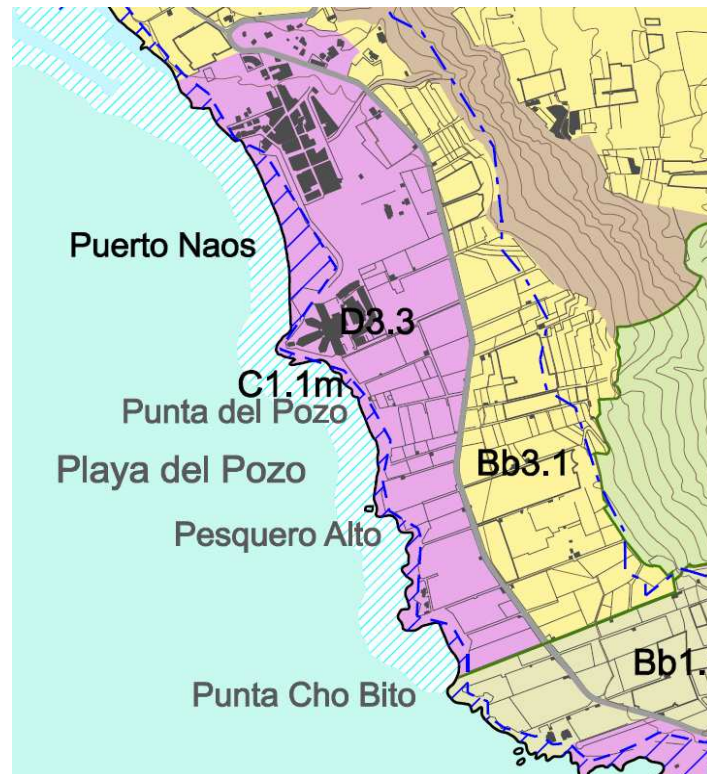 Puerto Naos
D3.3
C1.1m
Punta del Pozo
Playa del Pozo
Bb3.1
Pesquero Alto
Bb1.
Punta Cho Bito